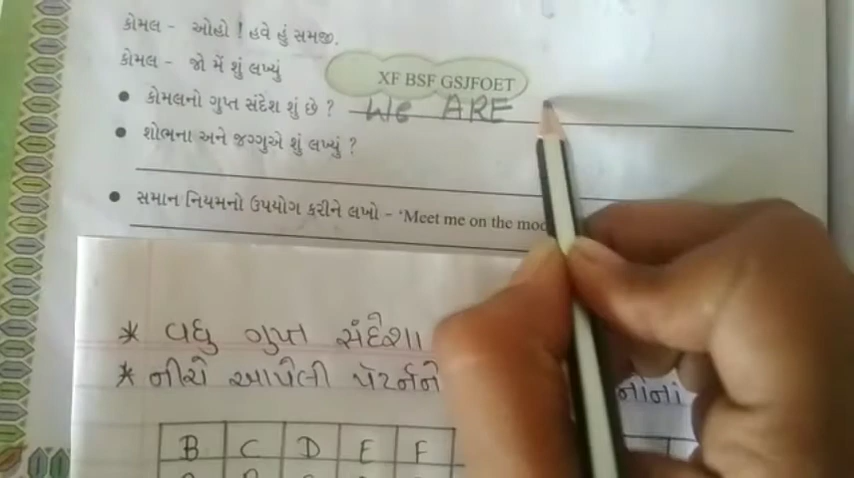 કોમલ - ઓહો ! હવે હું સમજી.
કોમલ - જો મેં શું લખ્યું
XF BSF GSJFOET
કોમલનો ગુપ્ત સંદેશ શું છે ? We ARE
શોભના અને જગ્ગુએ શું લખ્યું ?
સમાન નિયમનો ઉપયોગ કરીને લખો - 'Meet me on the moo
* વધુ ગુપ્ત સંદેશા
* નીચે આપેલી પૅટર્નને
B C D E F